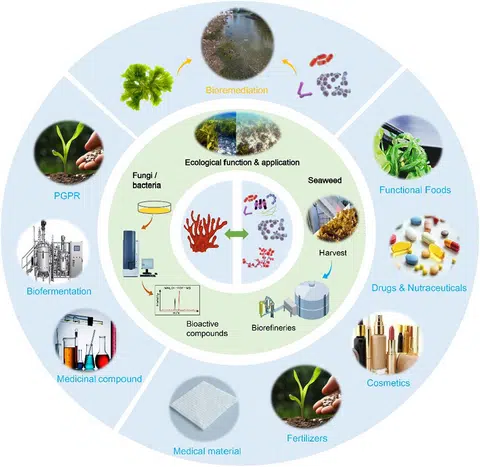 Bioremediation
Ecological function & application
Fungi /
bacteria
Seaweed
PGPR
Functional Foods
Harvest
Biofermentation
Drugs & Nutraceuticals
Bioactive
compounds
Biorefineries
Medicinal compound
Cosmetics
Medical material
Fertilizers